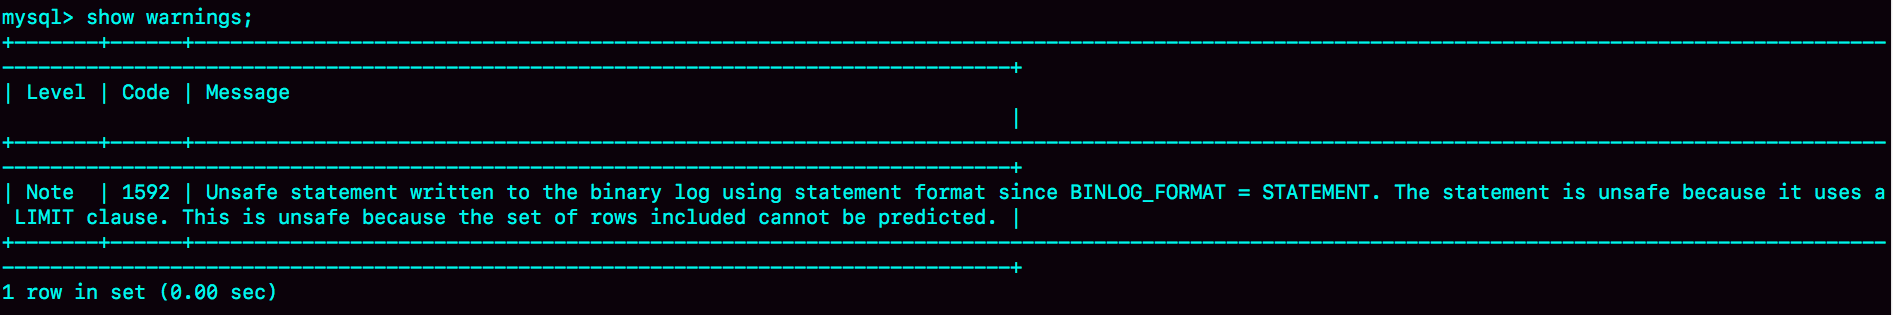 mysql> show warnings;
+-------+------+---------------------------------------------------------------------------------------------------------------------------------------------
------------------------------------------------------------------------------------+
| Level | Code | Message
|
+-------+------+---------------------------------------------------------------------------------------------------------------------------------------------
------------------------------------------------------------------------------------+
| Note  | 1592 | Unsafe statement written to the binary log using statement format since BINLOG_FORMAT = STATEMENT. The statement is unsafe because it uses a
 LIMIT clause. This is unsafe because the set of rows included cannot be predicted. |
+-------+------+---------------------------------------------------------------------------------------------------------------------------------------------
------------------------------------------------------------------------------------+
1 row in set (0.00 sec)